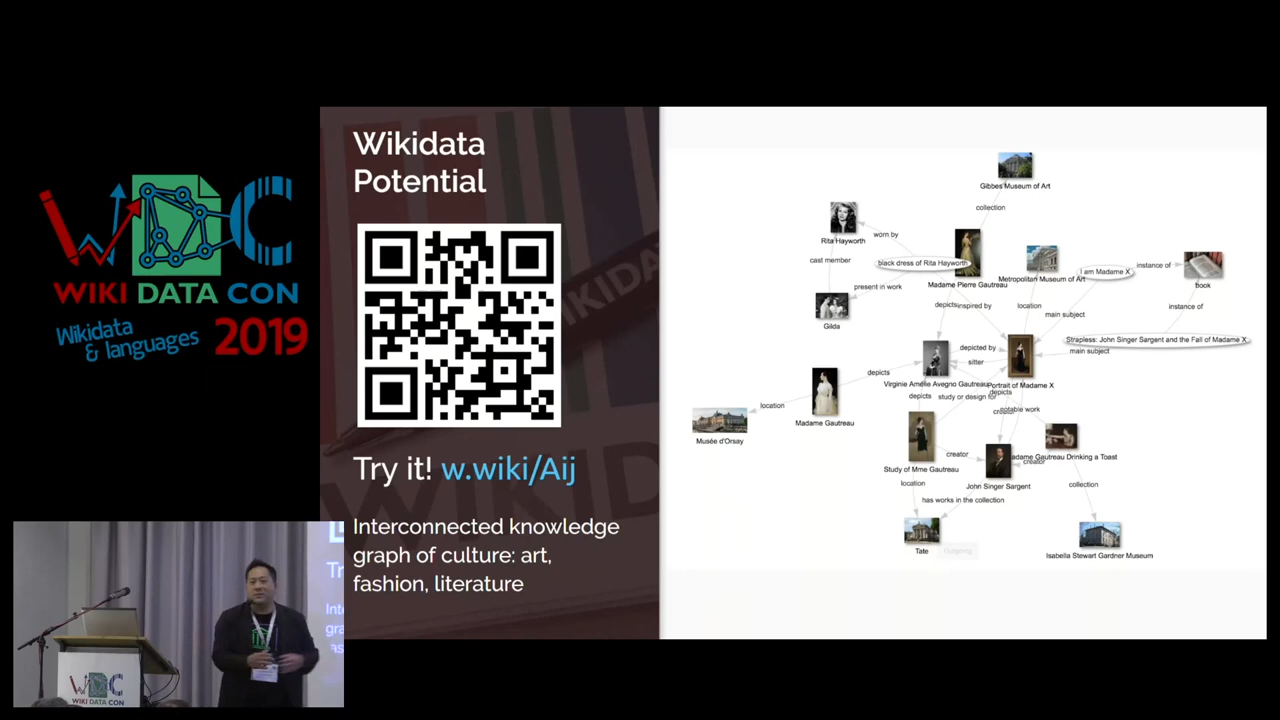 WIKI DATA CON
Wikidata
& languages
2019
Wikidata
Potential
Try it! w.wiki/Aij
Interconnected knowledge
graph of culture: art,
fashion, literature
Gibbes Museum of Art
collection
Rita Hayworth
worn by
cast member
black dress of Rita Hayworth
Madame Pierre Gautreau
Metropolitan Museum of Art
I am Madame X
instance of
book
present in work
Gilda
depicts
inspired by
location
main subject
instance of
Strapless: John Singer Sargent and the Fall of Madame X
main subject
depicted by
sitter
Virginie Amélie Avegno Gautreau
Portrait of Madame X
depicts
location
Musée d'Orsay
Madame Gautreau
depicts
study or design for
depicts
notable work
Study of Mme Gautreau
creator
creator
Madame Gautreau Drinking a Toast
John Singer Sargent
location
has works in the collection
collection
Tate
Outgoing
Isabella Stewart Gardner Museum
WIKI DATA CON